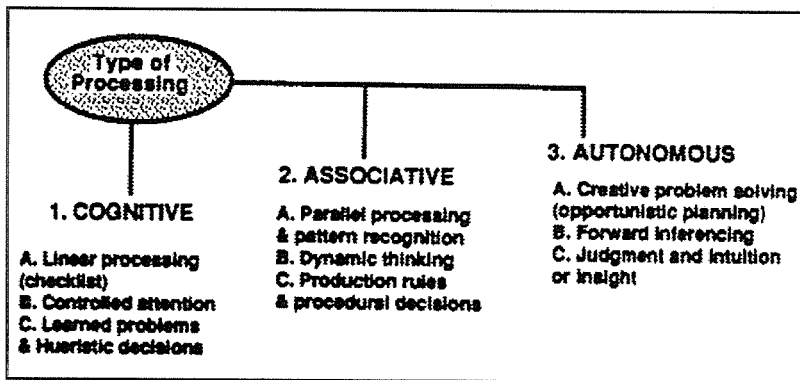 Type of
Processing
1. COGNITIVE
A. Linear processing
(checklist)
B. Controlled attention
C. Learned problems
& Hueristic decisions
2. ASSOCIATIVE
A. Parallel processing
& pattern recognition
B. Dynamic thinking
C. Production rules
& procedural decisions
3. AUTONOMOUS
A. Creative problem solving
(opportunistic planning)
B. Forward inferencing
C. Judgment and intuition
or insight